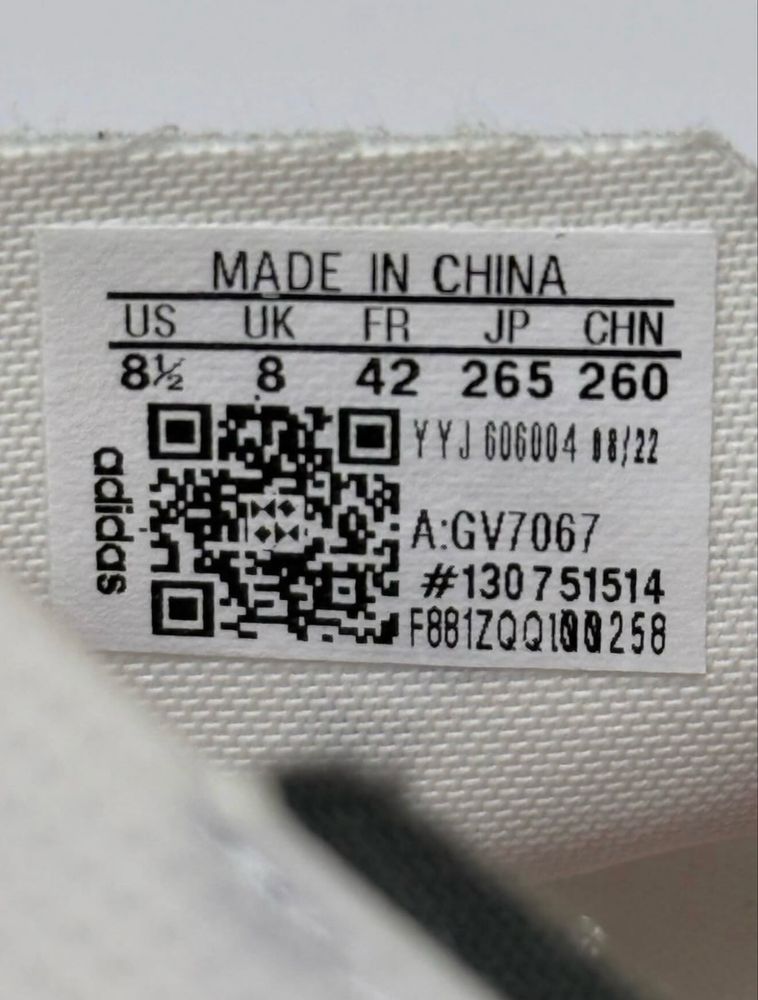 MADE IN CHINA
US UK FR JP CHN
8½ 8 42 265 260
YYJ 606004 08/22
adidas
A:GV7067
#130751514
F881ZQQ100258